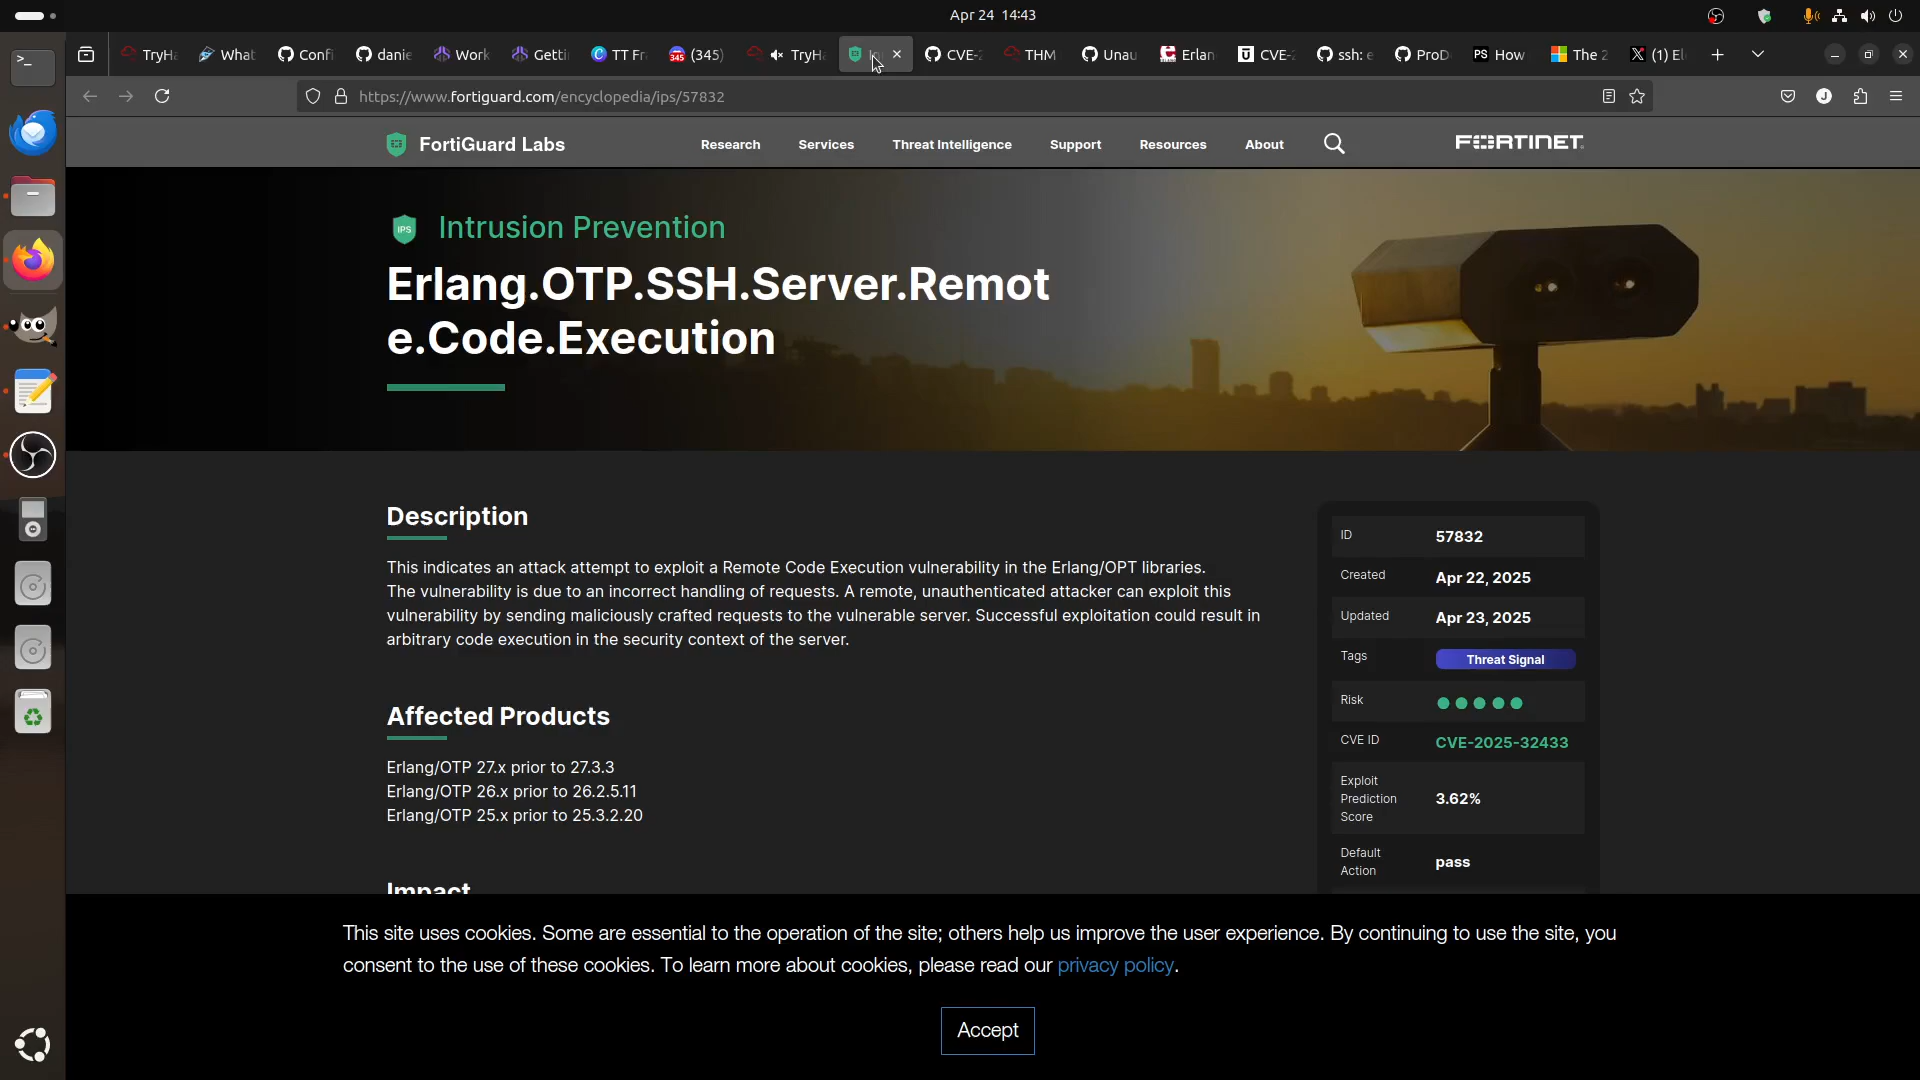 Apr 24 14:43
TryHa
What
Confi
danie
Work
Getti
TT Fr
(345)
TryHa
CVE-2
THM
Unau
Erlan
CVE-2
ssh: e
ProD
How
The 2
(1) El
https://www.fortiguard.com/encyclopedia/ips/57832
FortiGuard Labs
Research
Services
Threat Intelligence
Support
Resources
About
FORTINET
IPS
Intrusion Prevention
Erlang.OTP.SSH.Server.Remot
e.Code.Execution
Description
This indicates an attack attempt to exploit a Remote Code Execution vulnerability in the Erlang/OPT libraries.
The vulnerability is due to an incorrect handling of requests. A remote, unauthenticated attacker can exploit this
vulnerability by sending maliciously crafted requests to the vulnerable server. Successful exploitation could result in
arbitrary code execution in the security context of the server.
Affected Products
Erlang/OTP 27.x prior to 27.3.3
Erlang/OTP 26.x prior to 26.2.5.11
Erlang/OTP 25.x prior to 25.3.2.20
Impact
ID 57832
Created Apr 22, 2025
Updated Apr 23, 2025
Tags Threat Signal
Risk
CVE ID CVE-2025-32433
Exploit
Prediction 3.62%
Score
Default
Action pass
This site uses cookies. Some are essential to the operation of the site; others help us improve the user experience. By continuing to use the site, you
consent to the use of these cookies. To learn more about cookies, please read our privacy policy.
Accept